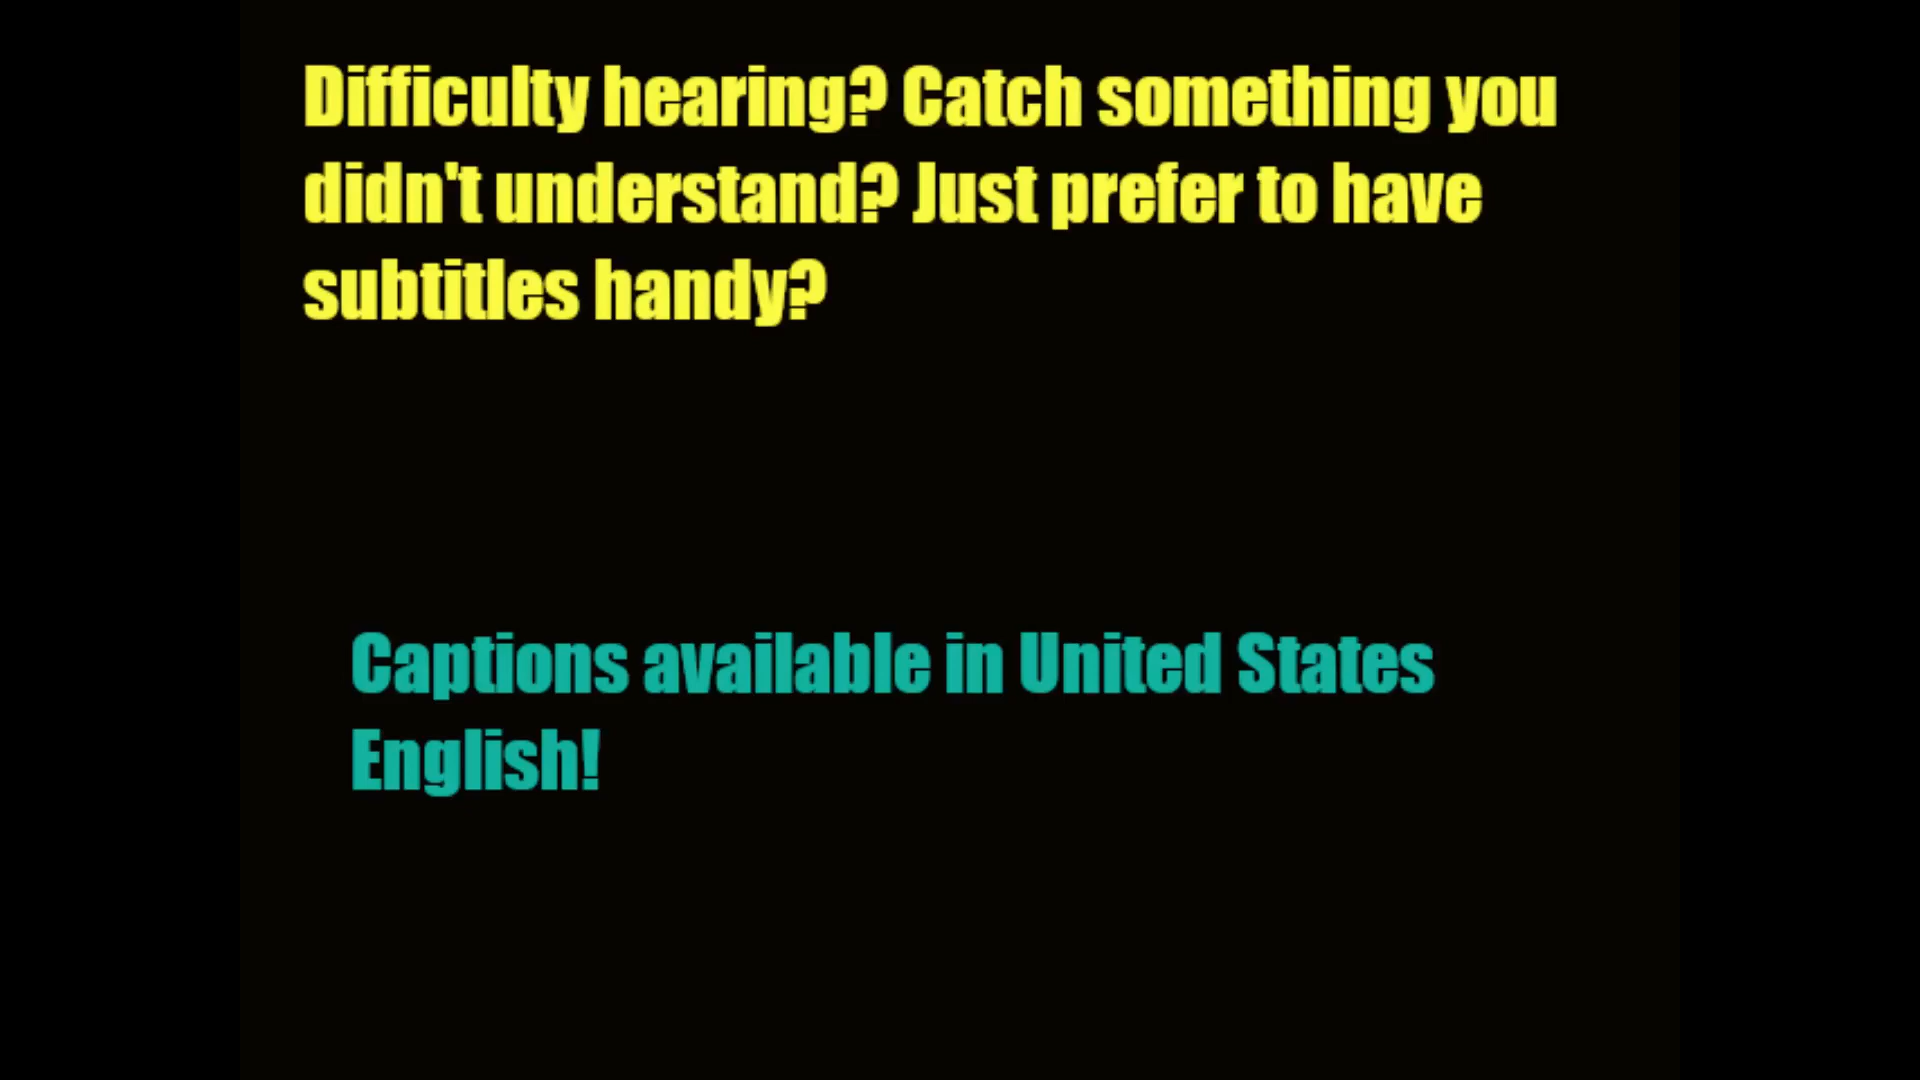 Difficulty hearing? Catch something you
didn't understand? Just prefer to have
subtitles handy?
Captions available in United States
English!